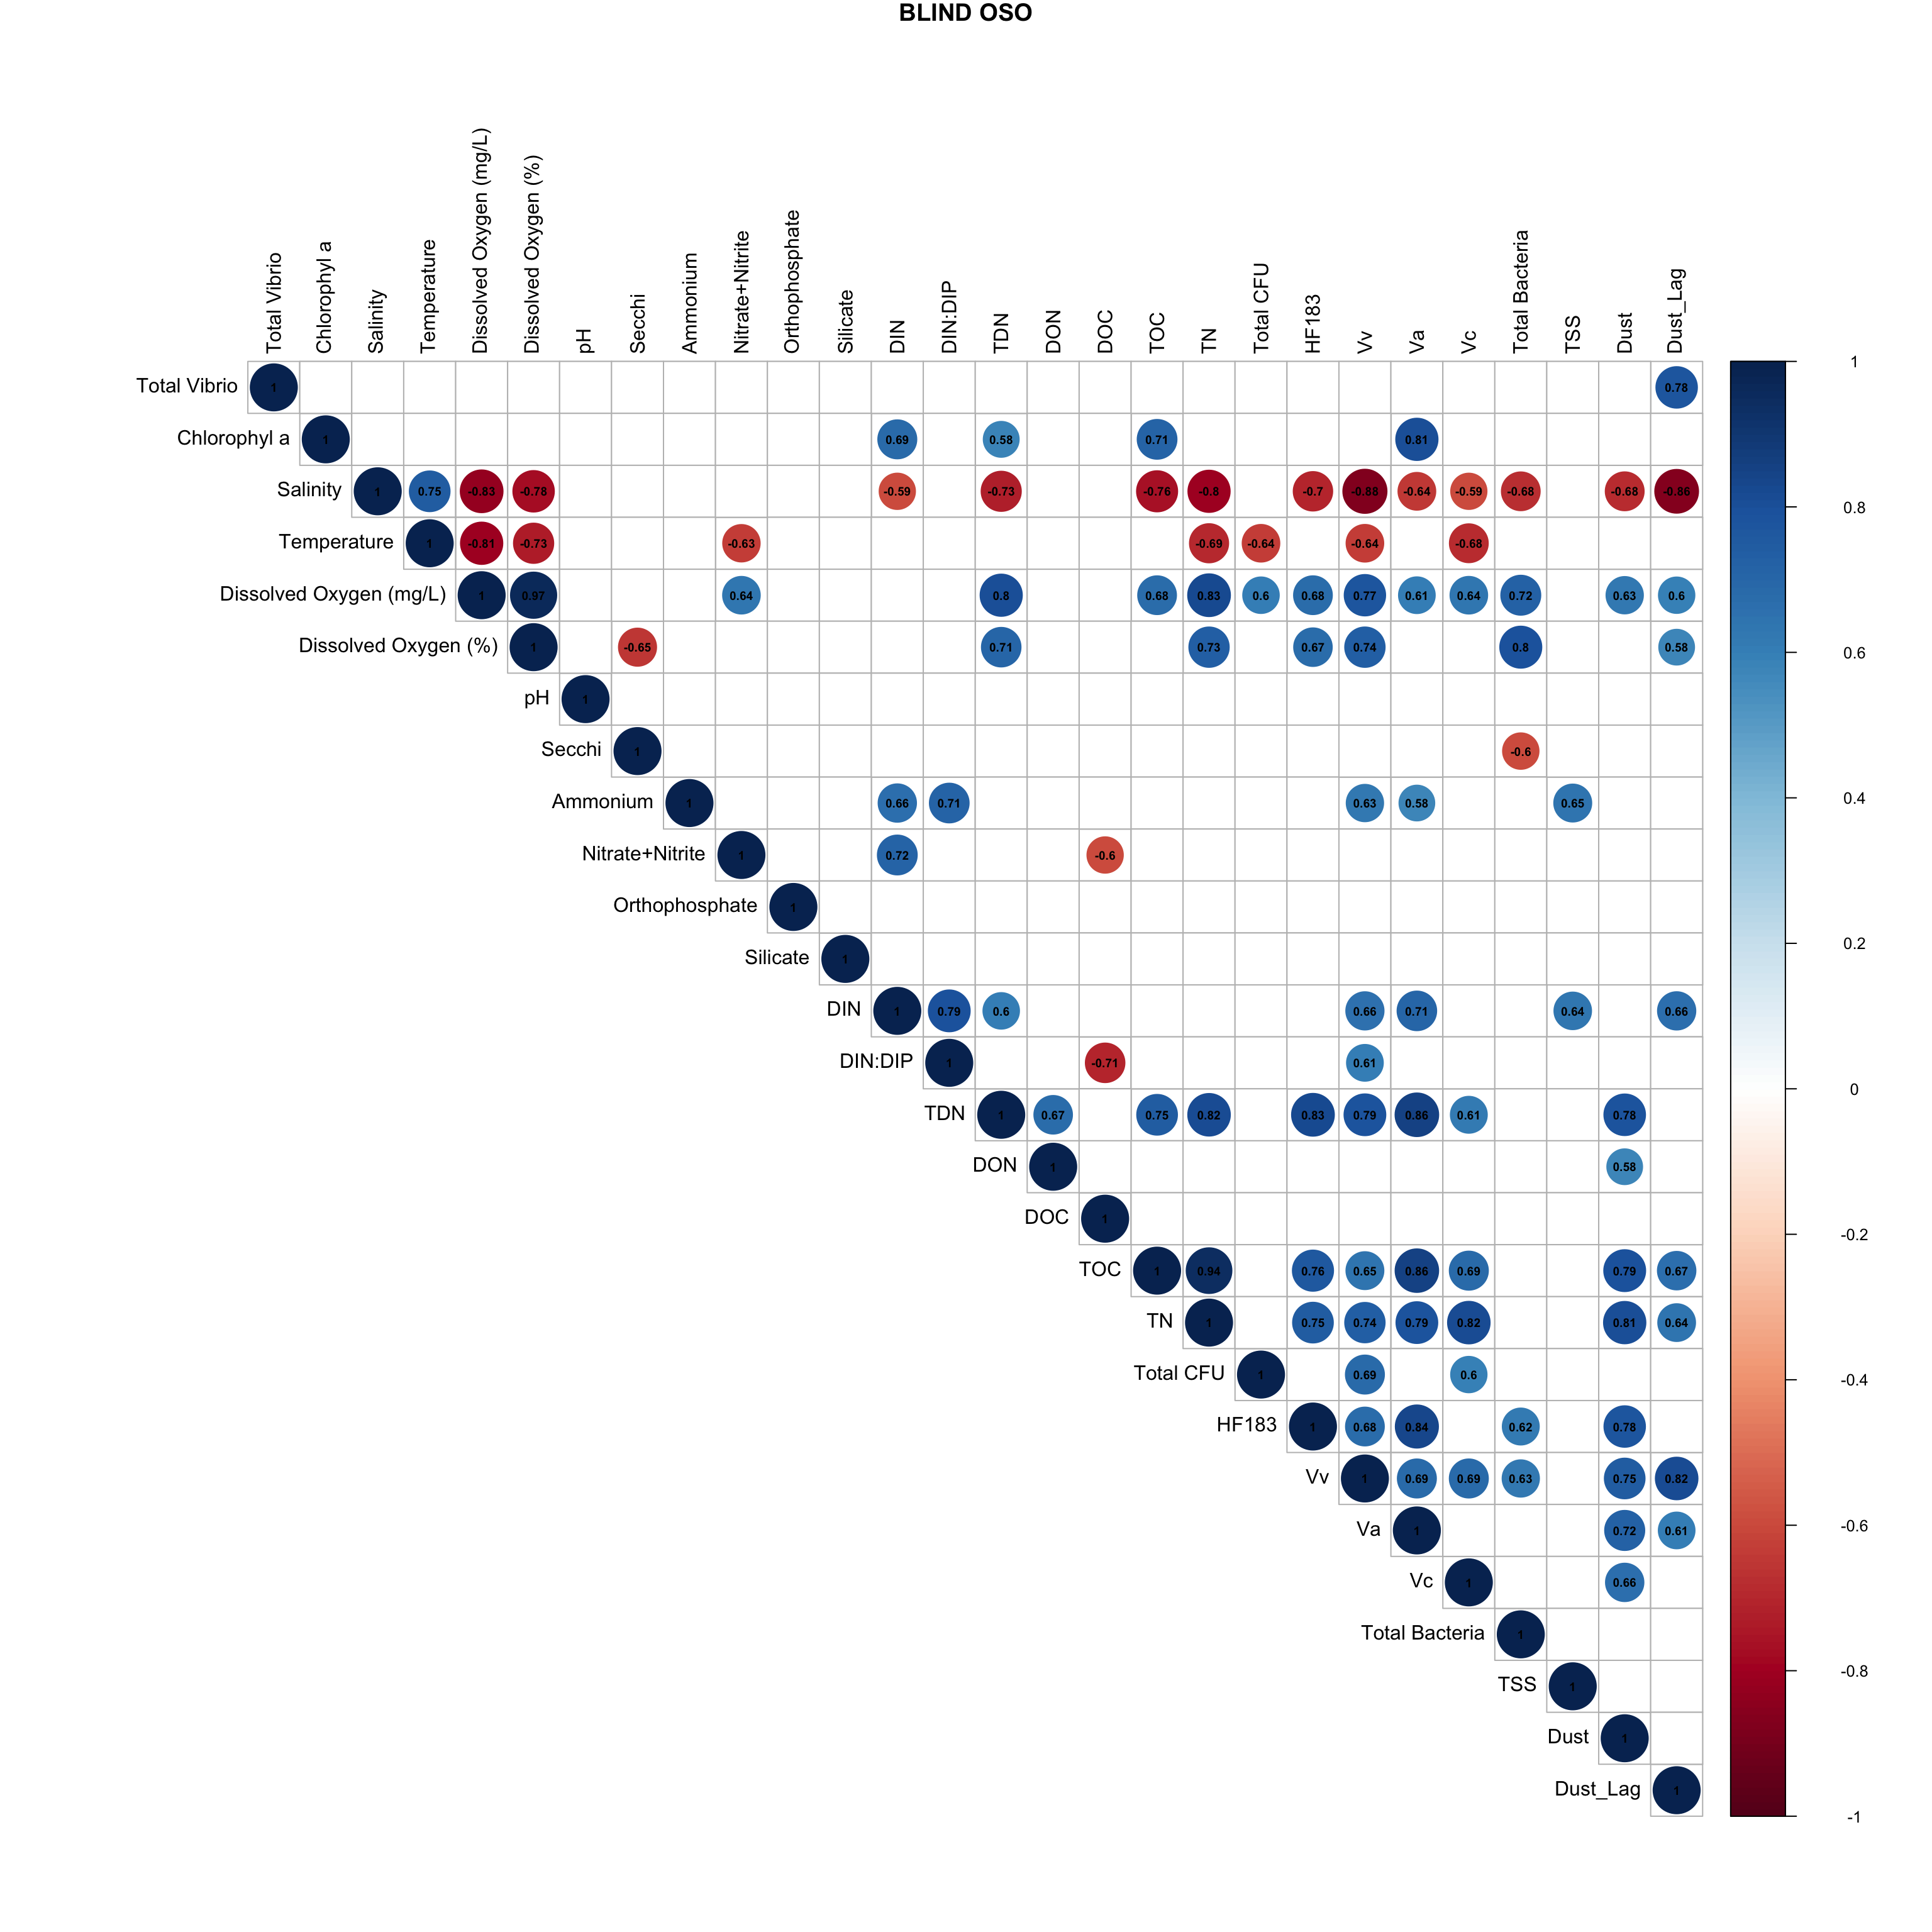 BLIND OSO
Total Vibrio Chlorophyl a Salinity Temperature Dissolved Oxygen (mg/L) Dissolved Oxygen (%) pH Secchi Ammonium Nitrate+Nitrite Orthophosphate Silicate DIN DIN:DIP TDN DON DOC TOC TN Total CFU HF183 Vv Va Vc Total Bacteria TSS Dust Dust_Lag
Total Vibrio 1 0.78
Chlorophyl a 1 0.69 0.58 0.71 0.81
Salinity 1 0.75 -0.83 -0.78 -0.59 -0.73 -0.76 -0.8 -0.7 -0.88 -0.64 -0.59 -0.68 -0.68 -0.86
Temperature 1 -0.81 -0.73 -0.63 -0.69 -0.64 -0.64 -0.68
Dissolved Oxygen (mg/L) 1 0.97 0.64 0.8 0.68 0.83 0.6 0.68 0.77 0.61 0.64 0.72 0.63 0.6
Dissolved Oxygen (%) 1 -0.65 0.71 0.73 0.67 0.74 0.8 0.58
pH 1
Secchi 1 -0.6
Ammonium 1 0.66 0.71 0.63 0.58 0.65
Nitrate+Nitrite 1 0.72 -0.6
Orthophosphate 1
Silicate 1
DIN 1 0.79 0.6 0.66 0.71 0.64 0.66
DIN:DIP 1 -0.71 0.61
TDN 1 0.67 0.75 0.82 0.83 0.79 0.86 0.61 0.78
DON 1 0.58
DOC 1
TOC 1 0.94 0.76 0.65 0.86 0.69 0.79 0.67
TN 1 0.75 0.74 0.79 0.82 0.81 0.64
Total CFU 1 0.69 0.6
HF183 1 0.68 0.84 0.62 0.78
Vv 1 0.69 0.69 0.63 0.75 0.82
Va 1 0.72 0.61
Vc 1 0.66
Total Bacteria 1
TSS 1
Dust 1
Dust_Lag 1
1
0.8
0.6
0.4
0.2
0
-0.2
-0.4
-0.6
-0.8
-1